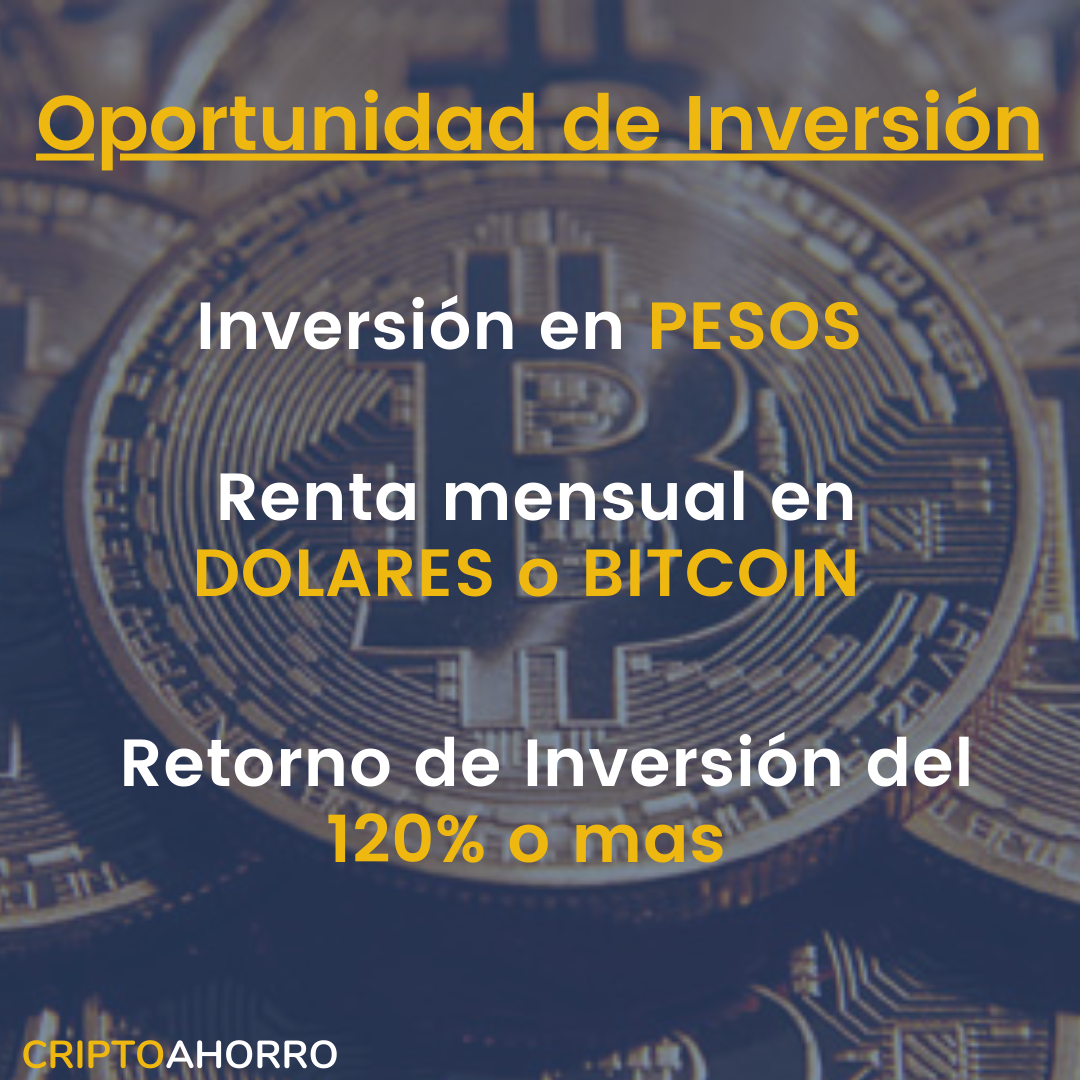 Oportunidad de Inversión
Inversión en PESOS
Renta mensual en
DOLARES o BITCOIN
Retorno de Inversión del
120% o mas
CRIPTOAHORRO